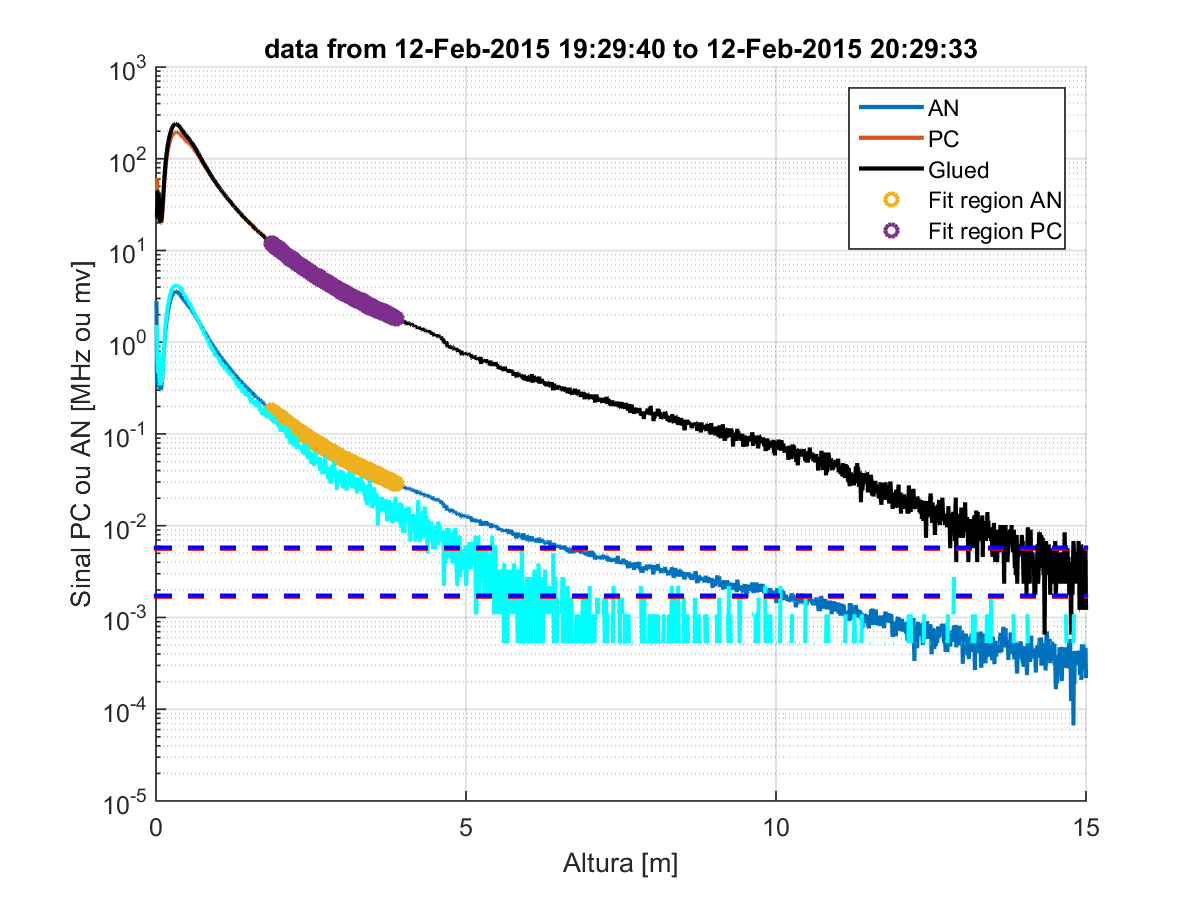 data from 12-Feb-2015 19:29:40 to 12-Feb-2015 20:29:33
AN
PC
Glued
Fit region AN
Fit region PC
Sinal PC ou AN [MHz ou mv]
10^3
10^2
10^1
10^0
10^-1
10^-2
10^-3
10^-4
10^-5
0 5 10 15
Altura [m]